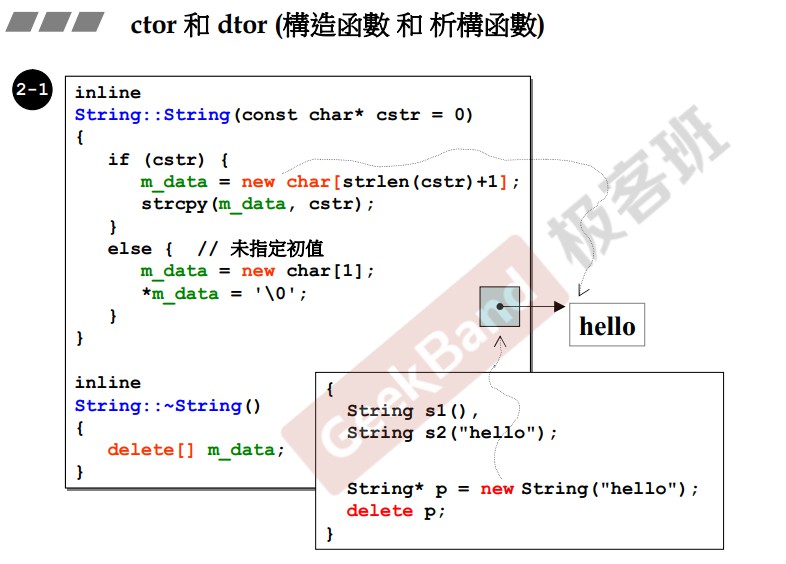 ctor 和 dtor (構造函數 和 析構函數)
2-1
inline
String::String(const char* cstr = 0)
{
   if (cstr) {
      m_data = new char[strlen(cstr)+1];
      strcpy(m_data, cstr);
   }
   else {  // 未指定初值
      m_data = new char[1];
      *m_data = '\0';
   }
}
inline
String::~String()
{
   delete[] m_data;
}
hello
{
  String s1(),
  String s2("hello");
  String* p = new String("hello");
  delete p;
}
GeekBand 极客班